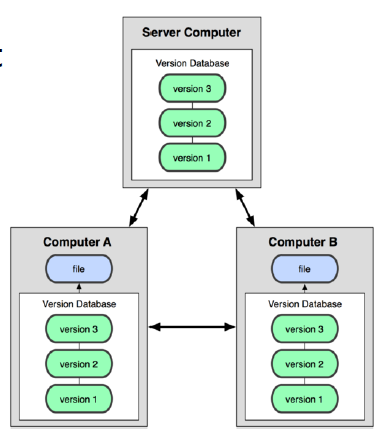 t
Server Computer
Version Database
version 3
version 2
version 1
Computer A
file
Version Database
version 3
version 2
version 1
Computer B
file
Version Database
version 3
version 2
version 1